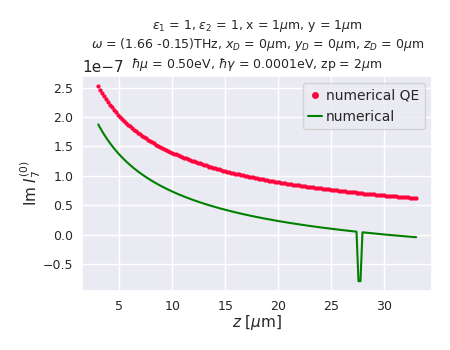 ε₁ = 1, ε₂ = 1, x = 1μm, y = 1μm
ω = (1.66 -0.15)THz, x_D = 0μm, y_D = 0μm, z_D = 0μm
ℏμ = 0.50eV, ℏγ = 0.0001eV, zp = 2μm
1e−7
numerical QE
numerical
2.5
2.0
1.5
1.0
0.5
0.0
−0.5
Im I₇⁽⁰⁾
5 10 15 20 25 30
z [μm]